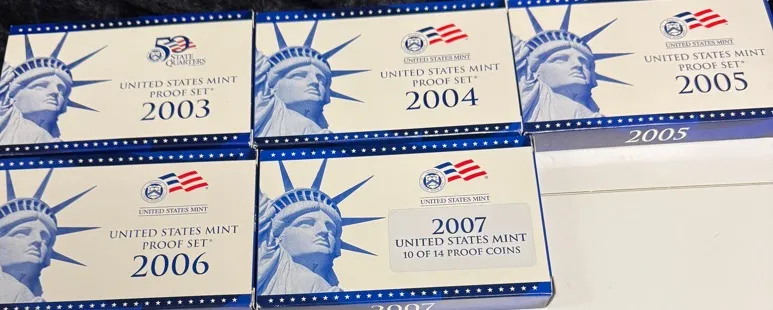 50
STATE
QUARTERS
UNITED STATES MINT
PROOF SET
2003
UNITED STATES MINT
UNITED STATES MINT
PROOF SET
2004
UNITED STATES MINT
UNITED STATES MINT
PROOF SET
2005
2005
UNITED STATES MINT
UNITED STATES MINT
PROOF SET
2006
UNITED STATES MINT
2007
UNITED STATES MINT
10 OF 14 PROOF COINS
2007